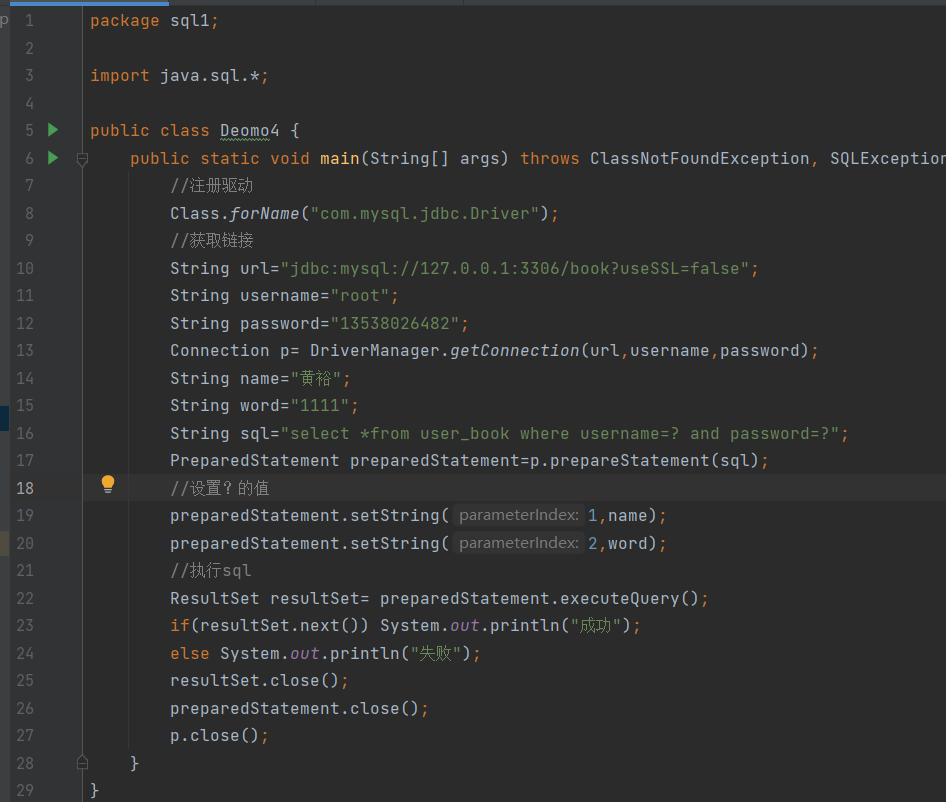 p
1 package sql1;
2
3 import java.sql.*;
4
5 public class Deomo4 {
6 public static void main(String[] args) throws ClassNotFoundException, SQLException
7 //注册驱动
8 Class.forName("com.mysql.jdbc.Driver");
9 //获取链接
10 String url="jdbc:mysql://127.0.0.1:3306/book?useSSL=false";
11 String username="root";
12 String password="13538026482";
13 Connection p= DriverManager.getConnection(url,username,password);
14 String name="黄裕";
15 String word="1111";
16 String sql="select *from user_book where username=? and password=?";
17 PreparedStatement preparedStatement=p.prepareStatement(sql);
18 //设置？的值
19 preparedStatement.setString( parameterIndex: 1,name);
20 preparedStatement.setString( parameterIndex: 2,word);
21 //执行sql
22 ResultSet resultSet= preparedStatement.executeQuery();
23 if(resultSet.next()) System.out.println("成功");
24 else System.out.println("失败");
25 resultSet.close();
26 preparedStatement.close();
27 p.close();
28 }
29 }